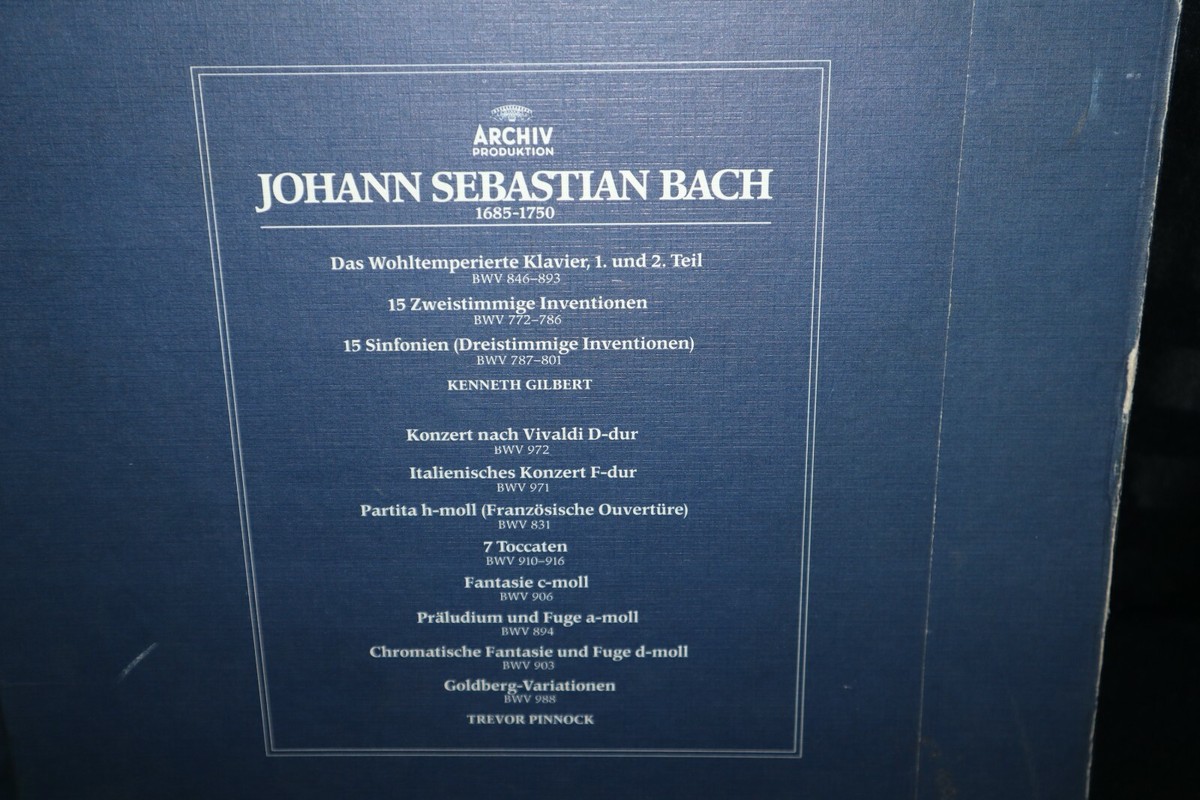 ARCHIV
PRODUKTION
JOHANN SEBASTIAN BACH
1685-1750
Das Wohltemperierte Klavier, 1. und 2. Teil
BWV 846–893
15 Zweistimmige Inventionen
BWV 772–786
15 Sinfonien (Dreistimmige Inventionen)
BWV 787–801
KENNETH GILBERT
Konzert nach Vivaldi D-dur
BWV 972
Italienisches Konzert F-dur
BWV 971
Partita h-moll (Französische Ouvertüre)
BWV 831
7 Toccaten
BWV 910–916
Fantasie c-moll
BWV 906
Präludium und Fuge a-moll
BWV 894
Chromatische Fantasie und Fuge d-moll
BWV 903
Goldberg-Variationen
BWV 988
TREVOR PINNOCK